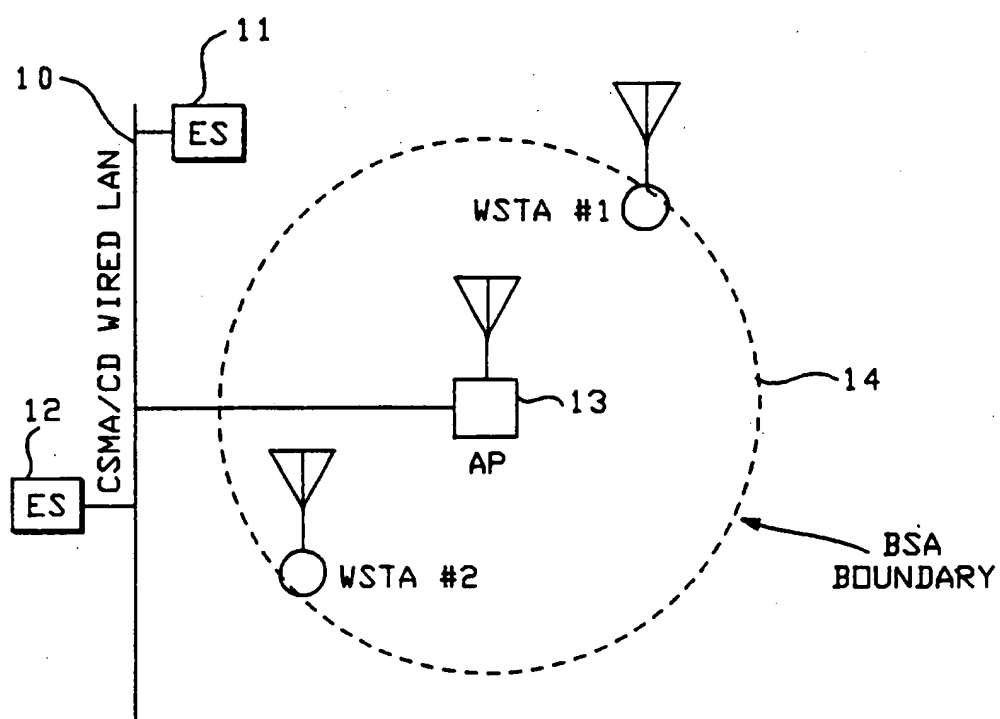 11
10
ES
WSTA #1
CSMA/CD WIRED LAN
14
13
12
AP
ES
WSTA #2
BSA
BOUNDARY